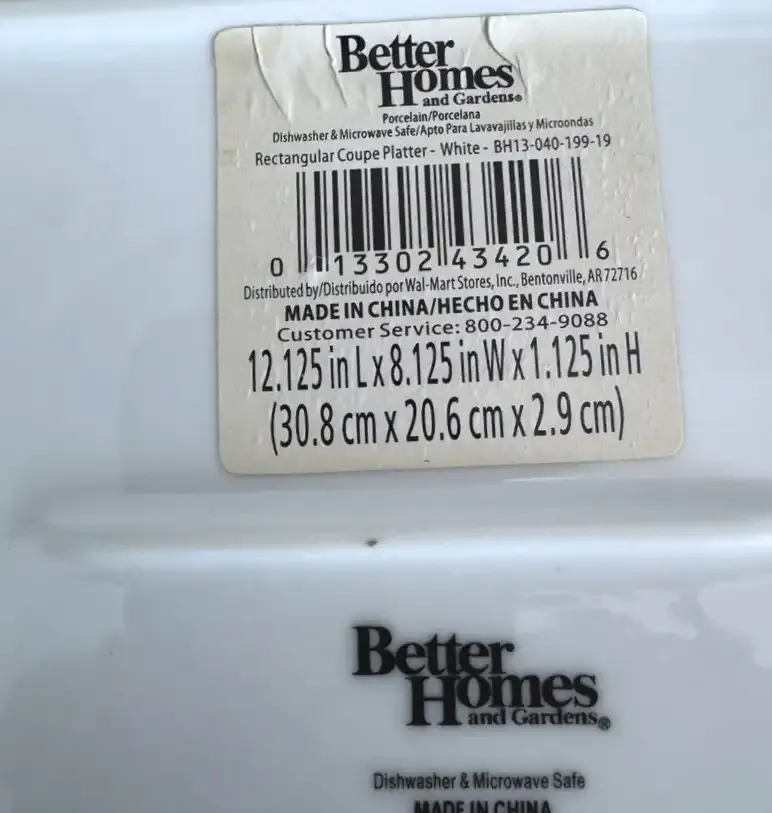 Better
Homes
and Gardens®
Porcelain/Porcelana
Dishwasher & Microwave Safe/Apto Para Lavavajillas y Microondas
Rectangular Coupe Platter - White - BH13-040-199-19
0 13302 43420 6
Distributed by/Distribuido por Wal-Mart Stores, Inc., Bentonville, AR 72716
MADE IN CHINA/HECHO EN CHINA
Customer Service: 800-234-9088
12.125 in L x 8.125 in W x 1.125 in H
(30.8 cm x 20.6 cm x 2.9 cm)
Better
Homes
and Gardens®
Dishwasher & Microwave Safe
MADE IN CHINA